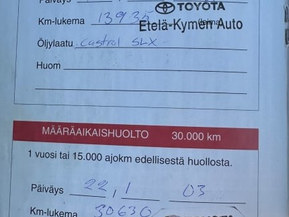 Päiväys
TOYOTA
Km-lukema 13935
Etelä-Kymen Auto
Öljylaatu Castrol SLX
Huom
MÄÄRÄAIKAISHUOLTO 30.000 km
1 vuosi tai 15.000 ajokm edellisestä huollosta.
Päiväys 22,1 03
Km-lukema 30630